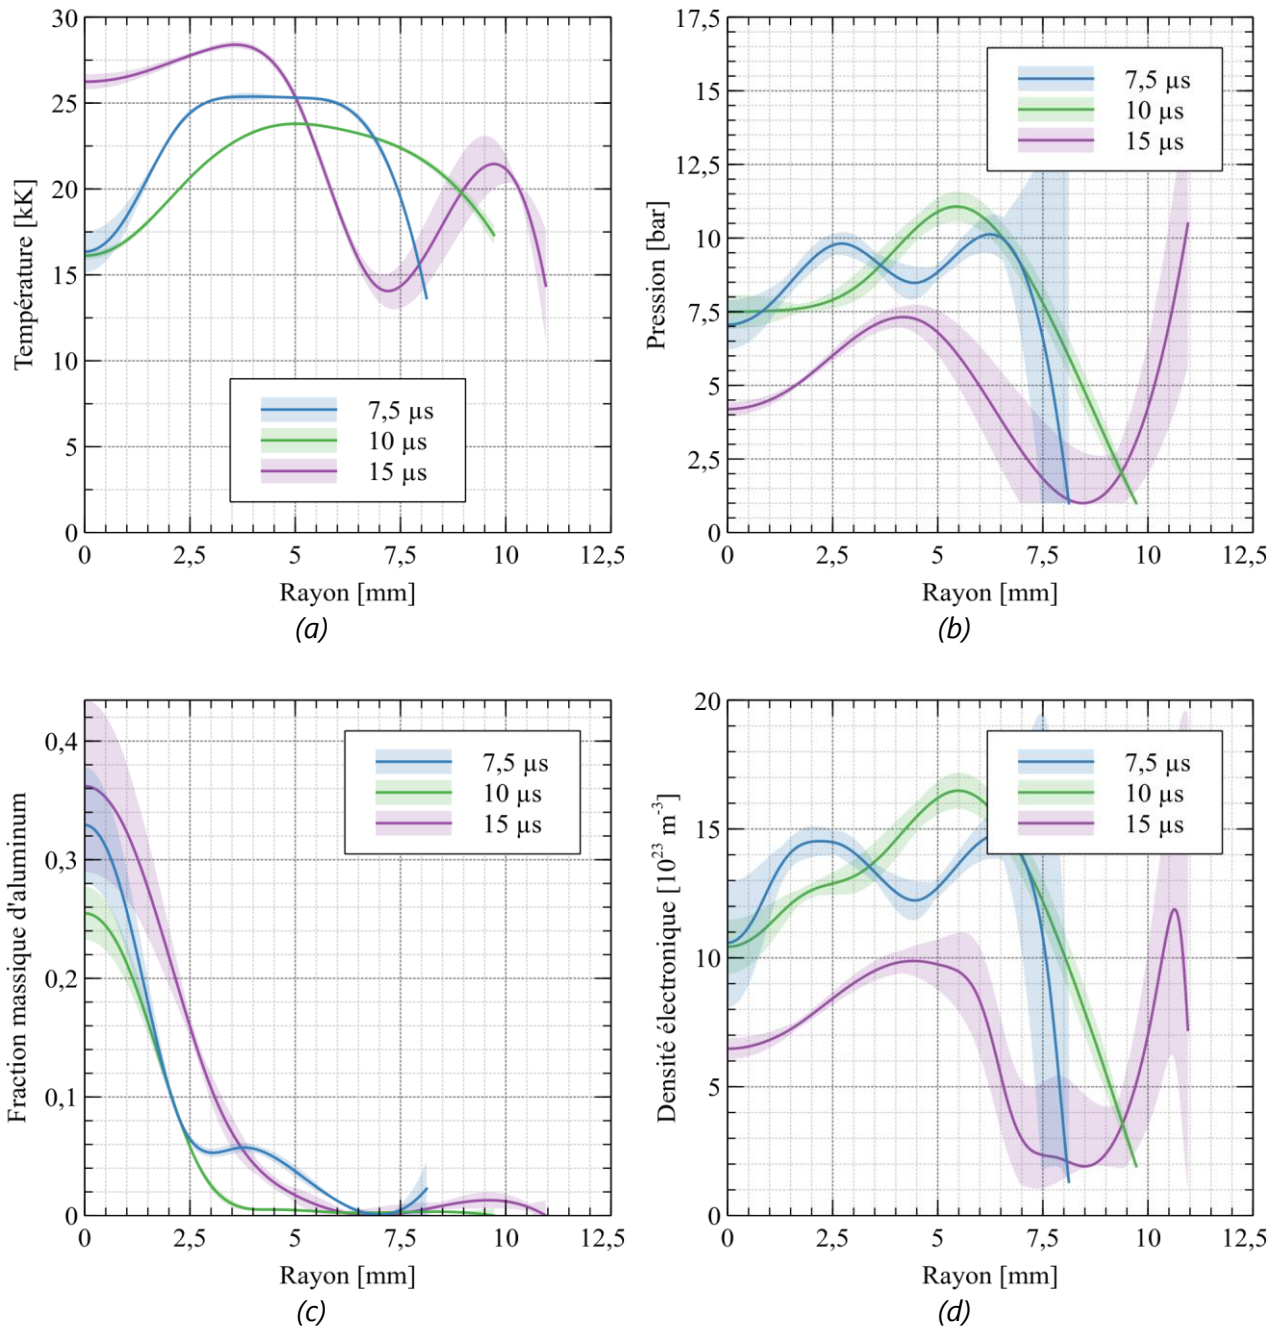 30
25
20
15
10
5
0
Température [kK]
7,5 µs
10 µs
15 µs
0 2,5 5 7,5 10 12,5
Rayon [mm]
(a)
17,5
15
12,5
10
7,5
5
2,5
0
Pression [bar]
7,5 µs
10 µs
15 µs
0 2,5 5 7,5 10 12,5
Rayon [mm]
(b)
0,4
0,3
0,2
0,1
0
Fraction massique d'aluminum
7,5 µs
10 µs
15 µs
0 2,5 5 7,5 10 12,5
Rayon [mm]
(c)
20
15
10
5
0
Densité électronique [10²³ m⁻³]
7,5 µs
10 µs
15 µs
0 2,5 5 7,5 10 12,5
Rayon [mm]
(d)